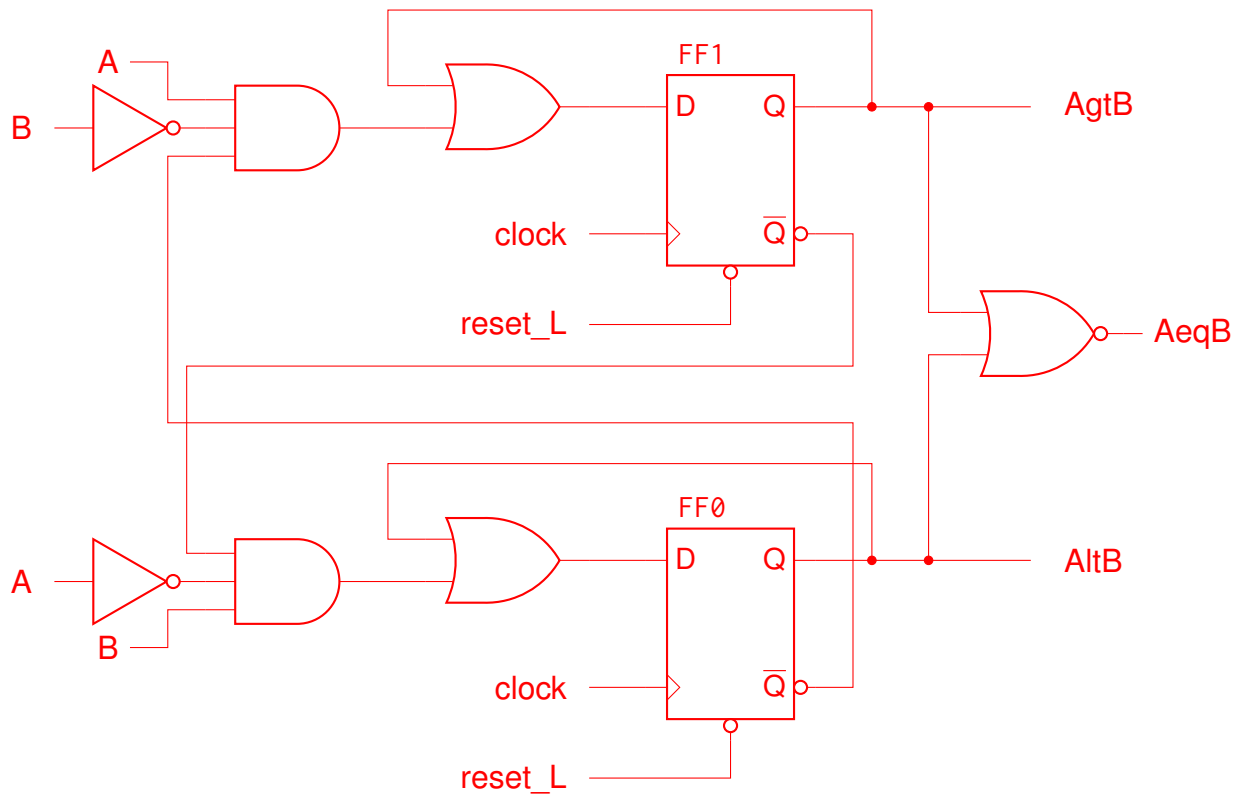 FF1
A
D
Q
AgtB
B
clock
Q
reset_L
AeqB
FF0
D
Q
AltB
A
B
clock
Q
reset_L